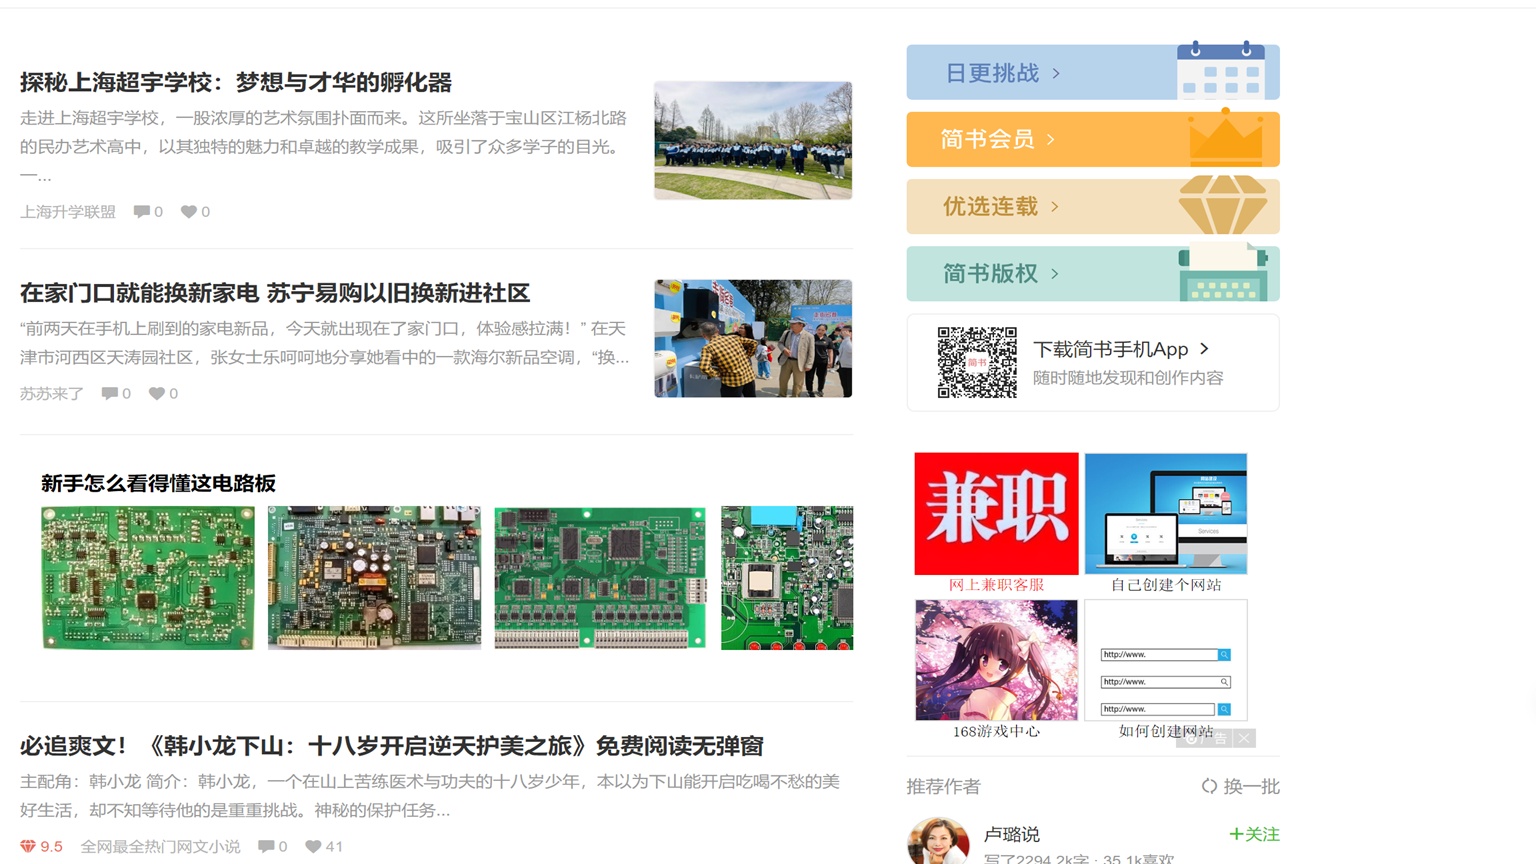 探秘上海超宇学校：梦想与才华的孵化器
走进上海超宇学校，一股浓厚的艺术氛围扑面而来。这所坐落于宝山区江杨北路
的民办艺术高中，以其独特的魅力和卓越的教学成果，吸引了众多学子的目光。
一...
上海升学联盟 0 0
在家门口就能换新家电 苏宁易购以旧换新进社区
“前两天在手机上刷到的家电新品，今天就出现在了家门口，体验感拉满！” 在天
津市河西区天涛园社区，张女士乐呵呵地分享她看中的一款海尔新品空调，“换...
苏苏来了 0 0
新手怎么看得懂这电路板
必追爽文！《韩小龙下山：十八岁开启逆天护美之旅》免费阅读无弹窗
主配角：韩小龙 简介：韩小龙，一个在山上苦练医术与功夫的十八岁少年，本以为下山能开启吃喝不愁的美
好生活，却不知等待他的是重重挑战。神秘的保护任务...
9.5 全网最全热门网文小说 0 41
日更挑战
简书会员
优选连载
简书版权
简书
下载简书手机App
随时随地发现和创作内容
兼职
Services
网上兼职客服
自己创建个网站
http://www.
http://www.
http://www.
168游戏中心
如何创建网站
广告
推荐作者
换一批
卢璐说
+关注
写了2294.2k字 · 35.1k喜欢